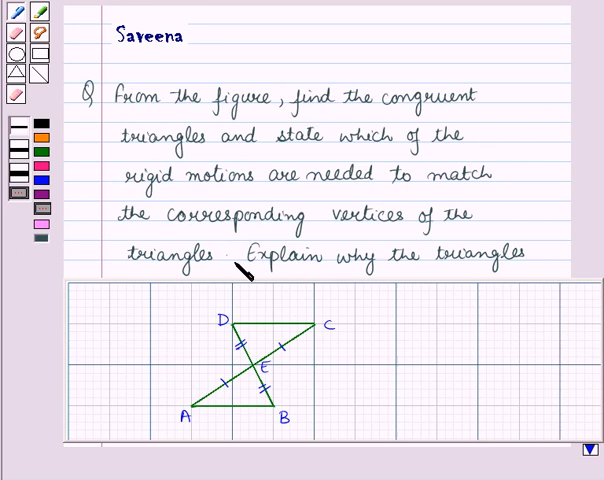 Saveena
Q From the figure, find the congruent
triangles and state which of the
rigid motions are needed to match
the corresponding vertices of the
triangles. Explain why the triangles
D C
E
A B